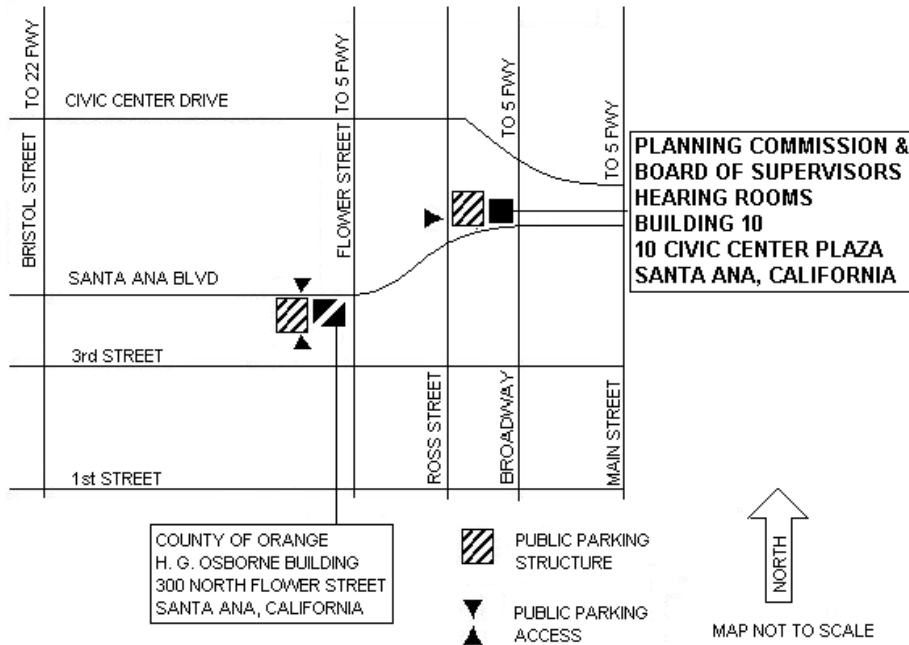 TO 22 FWY
TO 5 FWY
TO 5 FWY
TO 5 FWY
CIVIC CENTER DRIVE
BRISTOL STREET
FLOWER STREET
PLANNING COMMISSION &
BOARD OF SUPERVISORS
HEARING ROOMS
BUILDING 10
10 CIVIC CENTER PLAZA
SANTA ANA, CALIFORNIA
SANTA ANA BLVD
3rd STREET
ROSS STREET
BROADWAY
MAIN STREET
1st STREET
COUNTY OF ORANGE
H. G. OSBORNE BUILDING
300 NORTH FLOWER STREET
SANTA ANA, CALIFORNIA
PUBLIC PARKING
STRUCTURE
PUBLIC PARKING
ACCESS
NORTH
MAP NOT TO SCALE